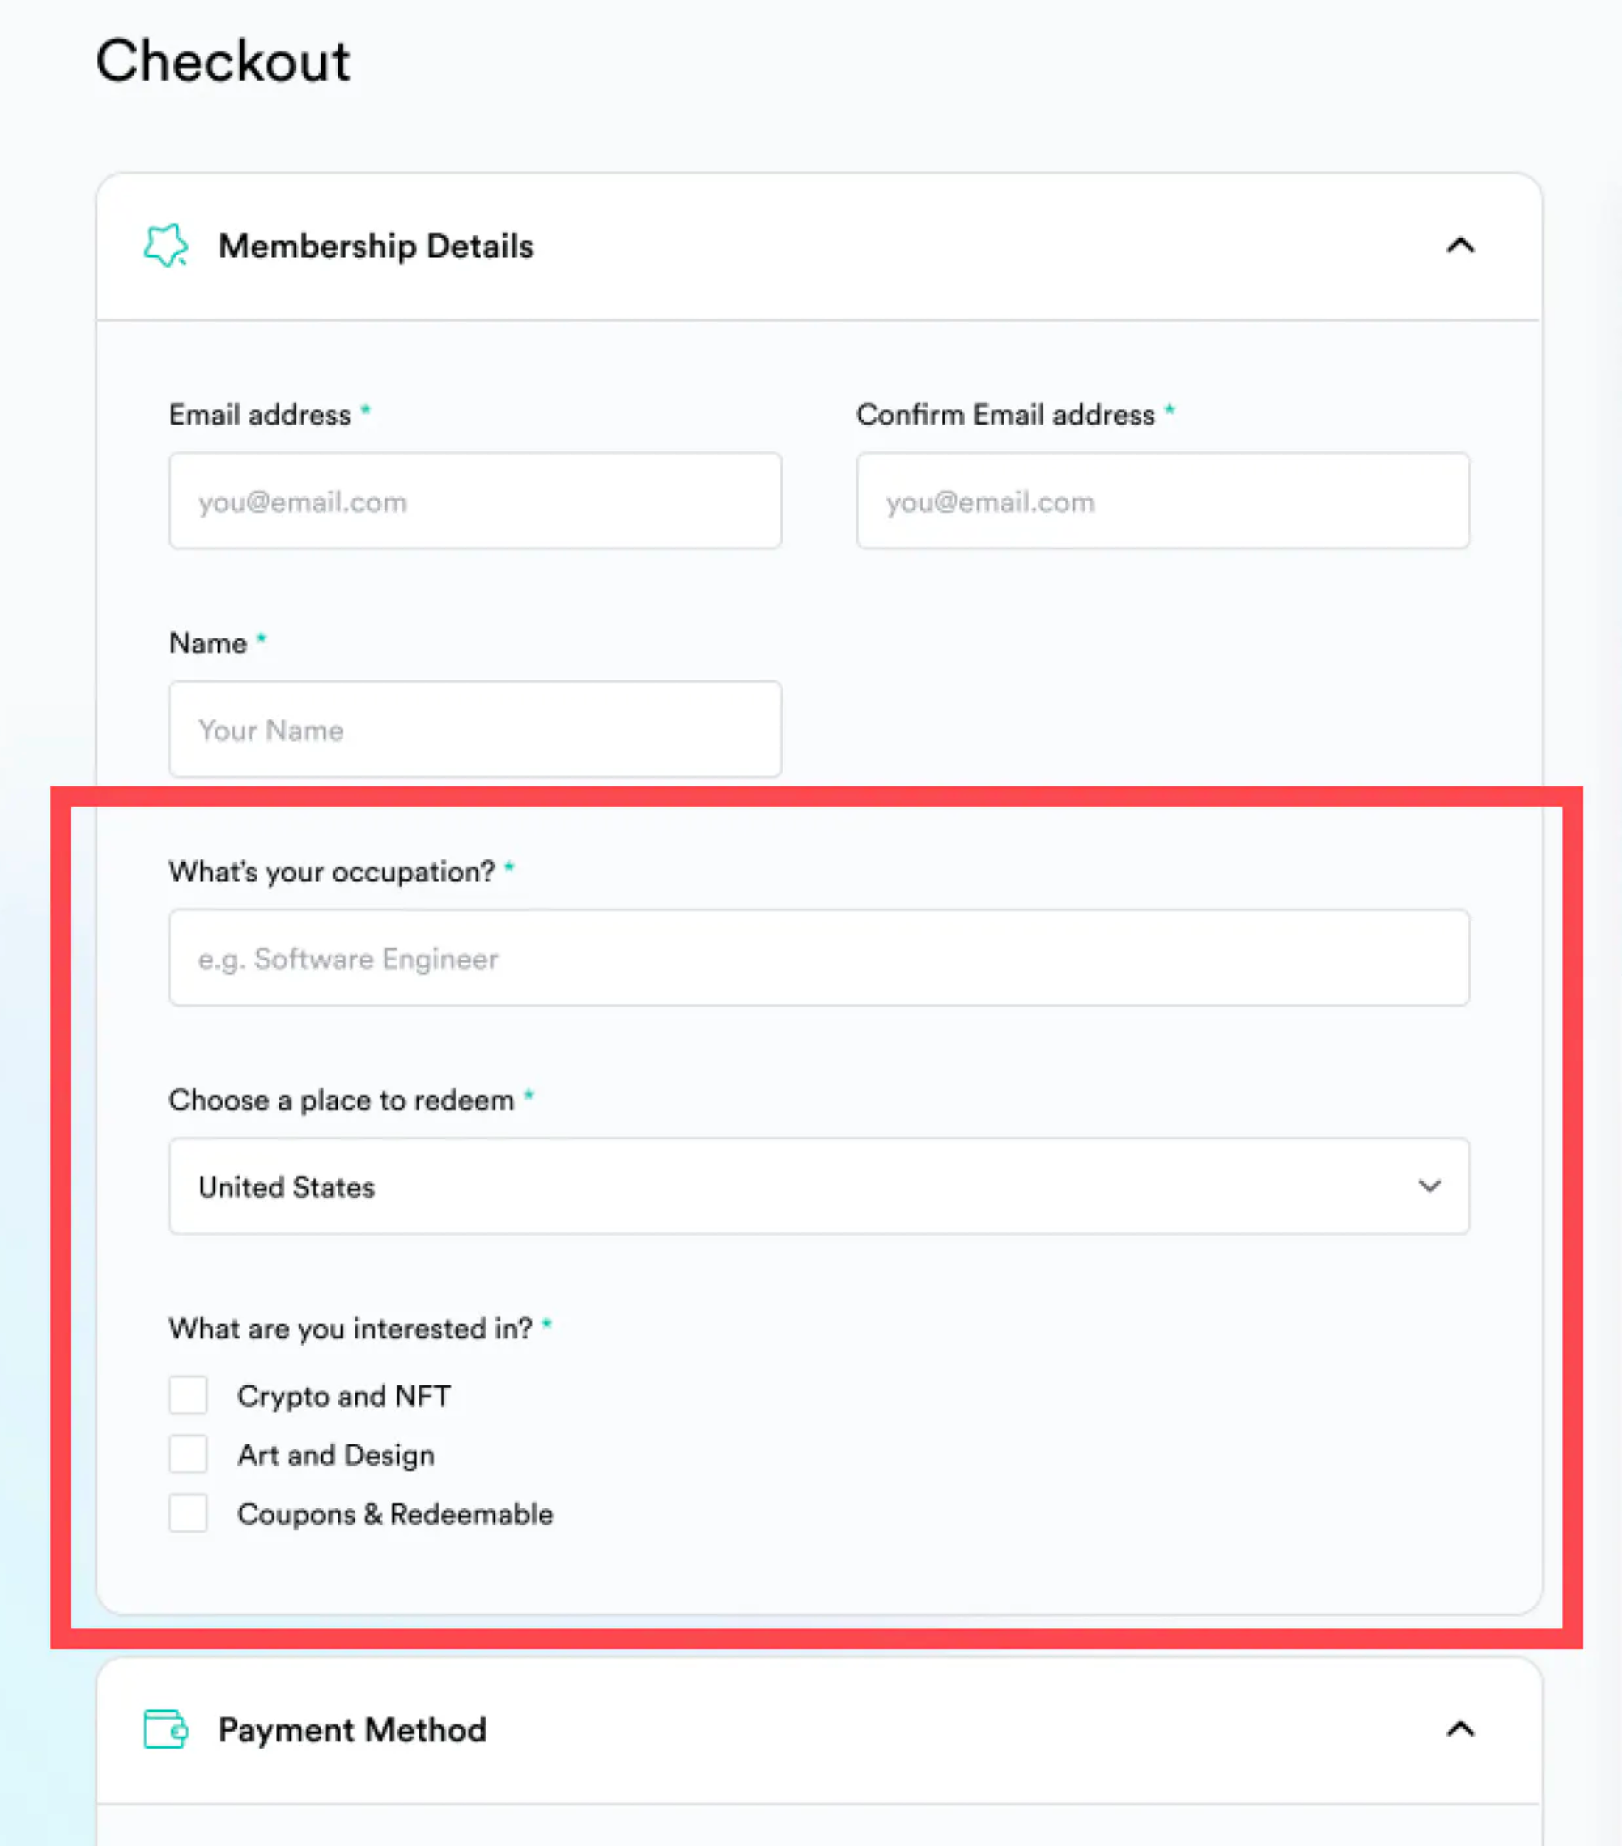 Checkout
Membership Details
Email address *
Confirm Email address *
you@email.com
you@email.com
Name *
Your Name
What's your occupation? *
e.g. Software Engineer
Choose a place to redeem *
United States
What are you interested in? *
Crypto and NFT
Art and Design
Coupons & Redeemable
Payment Method